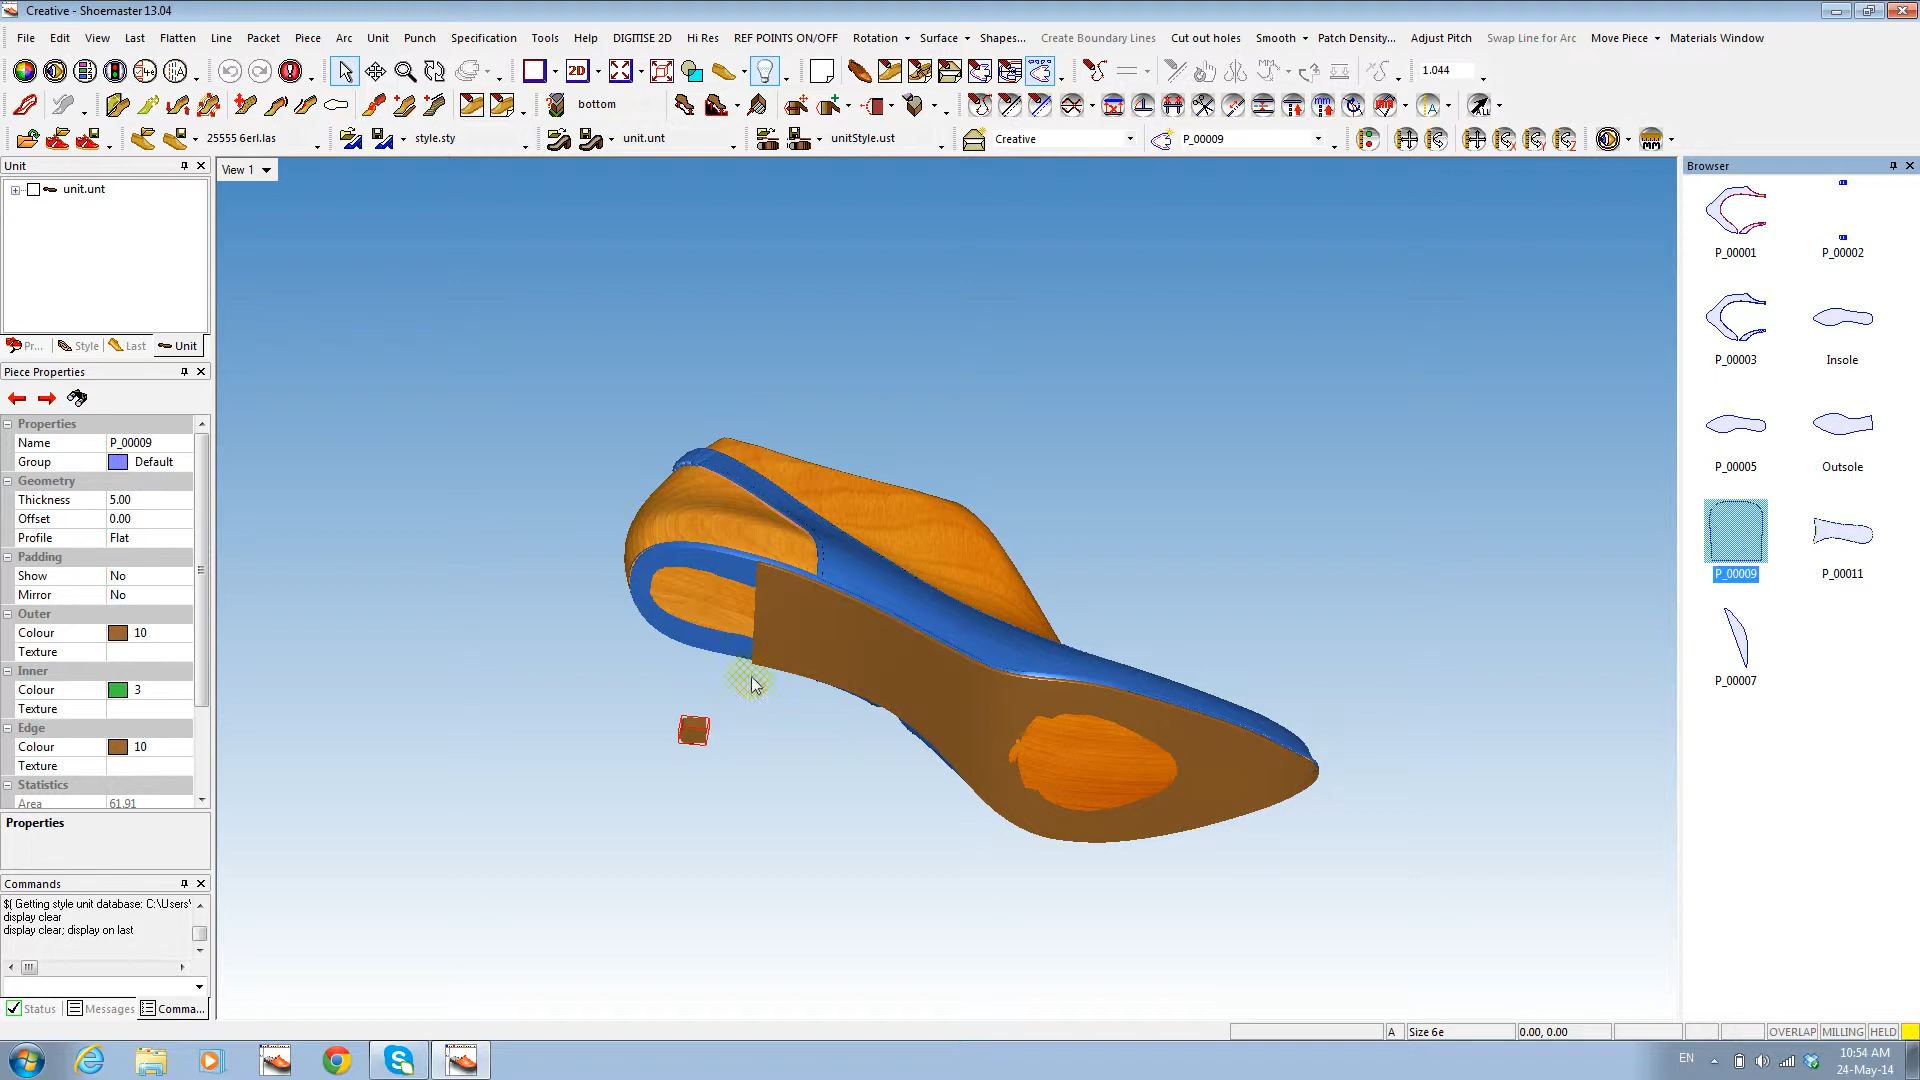 Creative - Shoemaster 13.04
File Edit View Last Flatten Line Packet Piece Arc Unit Punch Specification Tools Help DIGITISE 2D Hi Res REF POINTS ON/OFF Rotation Surface Shapes... Create Boundary Lines Cut out holes Smooth Patch Density... Adjust Pitch Swap Line for Arc Move Piece Materials Window
2D 1.044
bottom
25555 6erl.las style.sty unit.unt unitStyle.ust Creative P_00009
Unit
View 1
Browser
unit.unt
P_00001 P_00002
P_00003 Insole
P_00005 Outsole
P_00009 P_00011
P_00007
Pr... Style Last Unit
Piece Properties
Properties
Name P_00009
Group Default
Geometry
Thickness 5.00
Offset 0.00
Profile Flat
Padding
Show No
Mirror No
Outer
Colour 10
Texture
Inner
Colour 3
Texture
Edge
Colour 10
Texture
Statistics
Area 61.91
Properties
Commands
$( Getting style unit database: C:\Users'
display clear
display clear; display on last
Status Messages Comma...
A Size 6e 0.00, 0.00 OVERLAP MILLING HELD
EN 10:54 AM
24-May-14